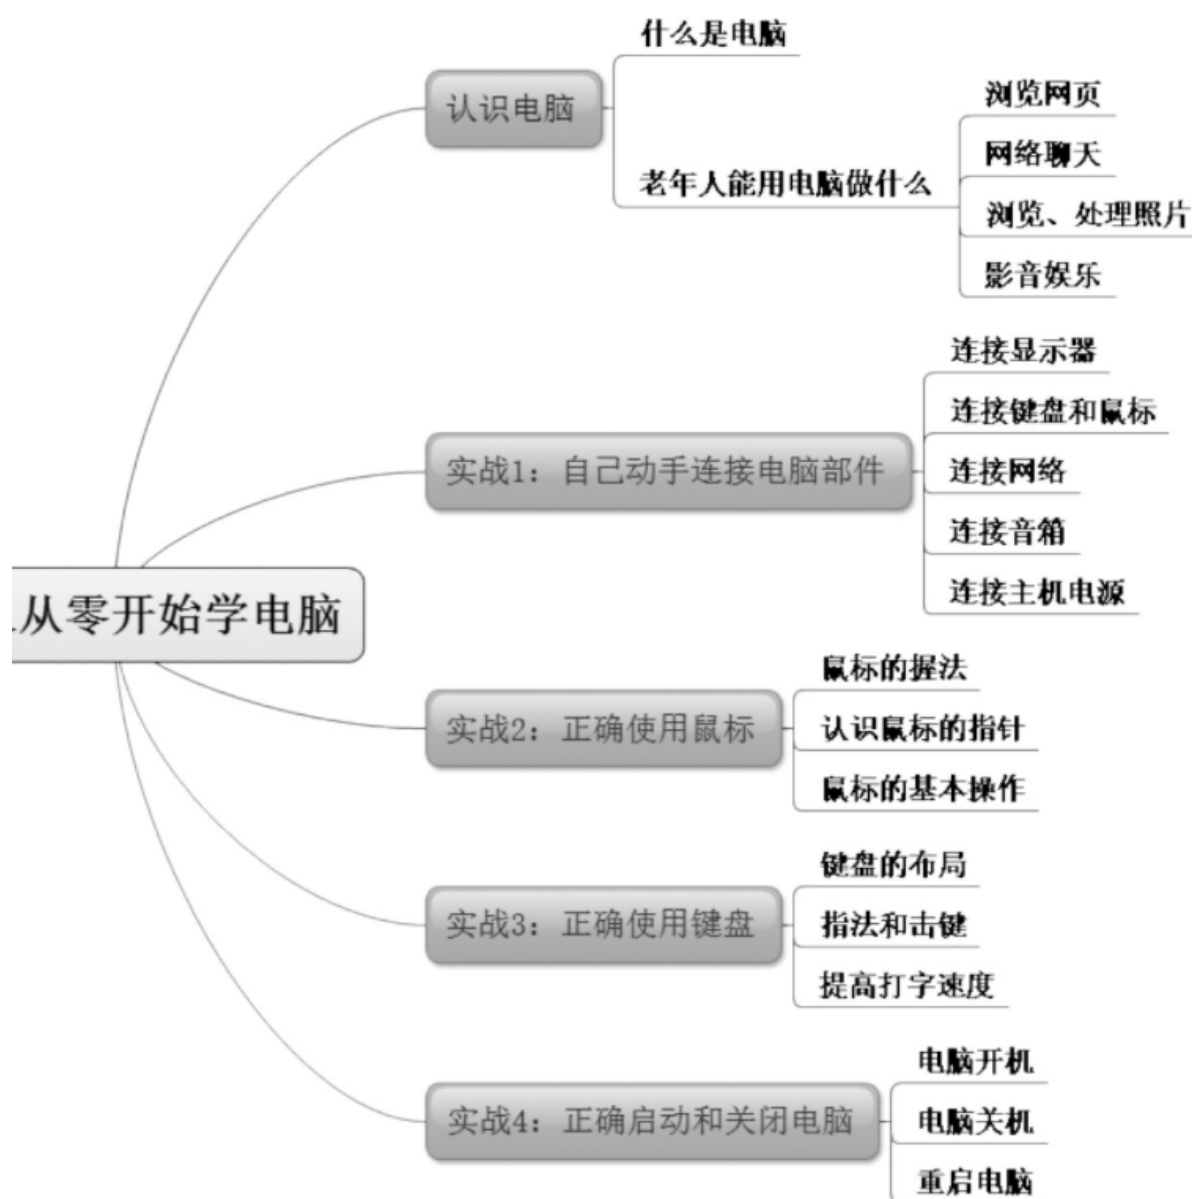 什么是电脑
认识电脑
浏览网页
网络聊天
老年人能用电脑做什么
浏览、处理照片
影音娱乐
连接显示器
连接键盘和鼠标
实战1：自己动手连接电脑部件
连接网络
连接音箱
连接主机电源
从零开始学电脑
鼠标的握法
实战2：正确使用鼠标
认识鼠标的指针
鼠标的基本操作
键盘的布局
实战3：正确使用键盘
指法和击键
提高打字速度
电脑开机
实战4：正确启动和关闭电脑
电脑关机
重启电脑